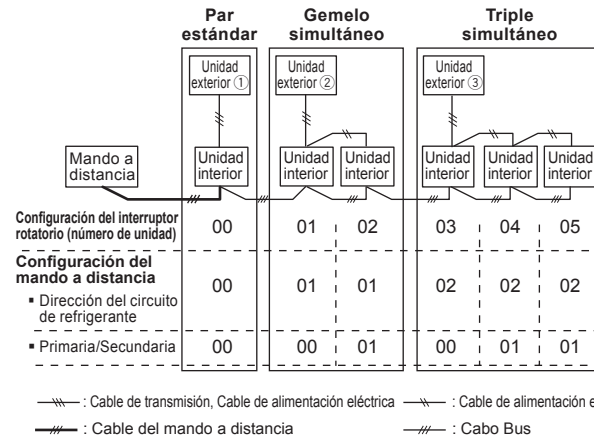 Par estándar
Gemelo simultáneo
Triple simultáneo
Unidad exterior ①
Unidad exterior ②
Unidad exterior ③
Mando a distancia
Unidad interior
Unidad interior
Unidad interior
Unidad interior
Unidad interior
Unidad interior
Configuración del interruptor rotatorio (número de unidad)
00 01 02 03 04 05
Configuración del mando a distancia
▪ Dirección del circuito de refrigerante
00 01 01 02 02 02
▪ Primaria/Secundaria
00 00 01 00 01 01
: Cable de transmisión, Cable de alimentación eléctrica
: Cable de alimentación e
: Cable del mando a distancia
: Cabo Bus